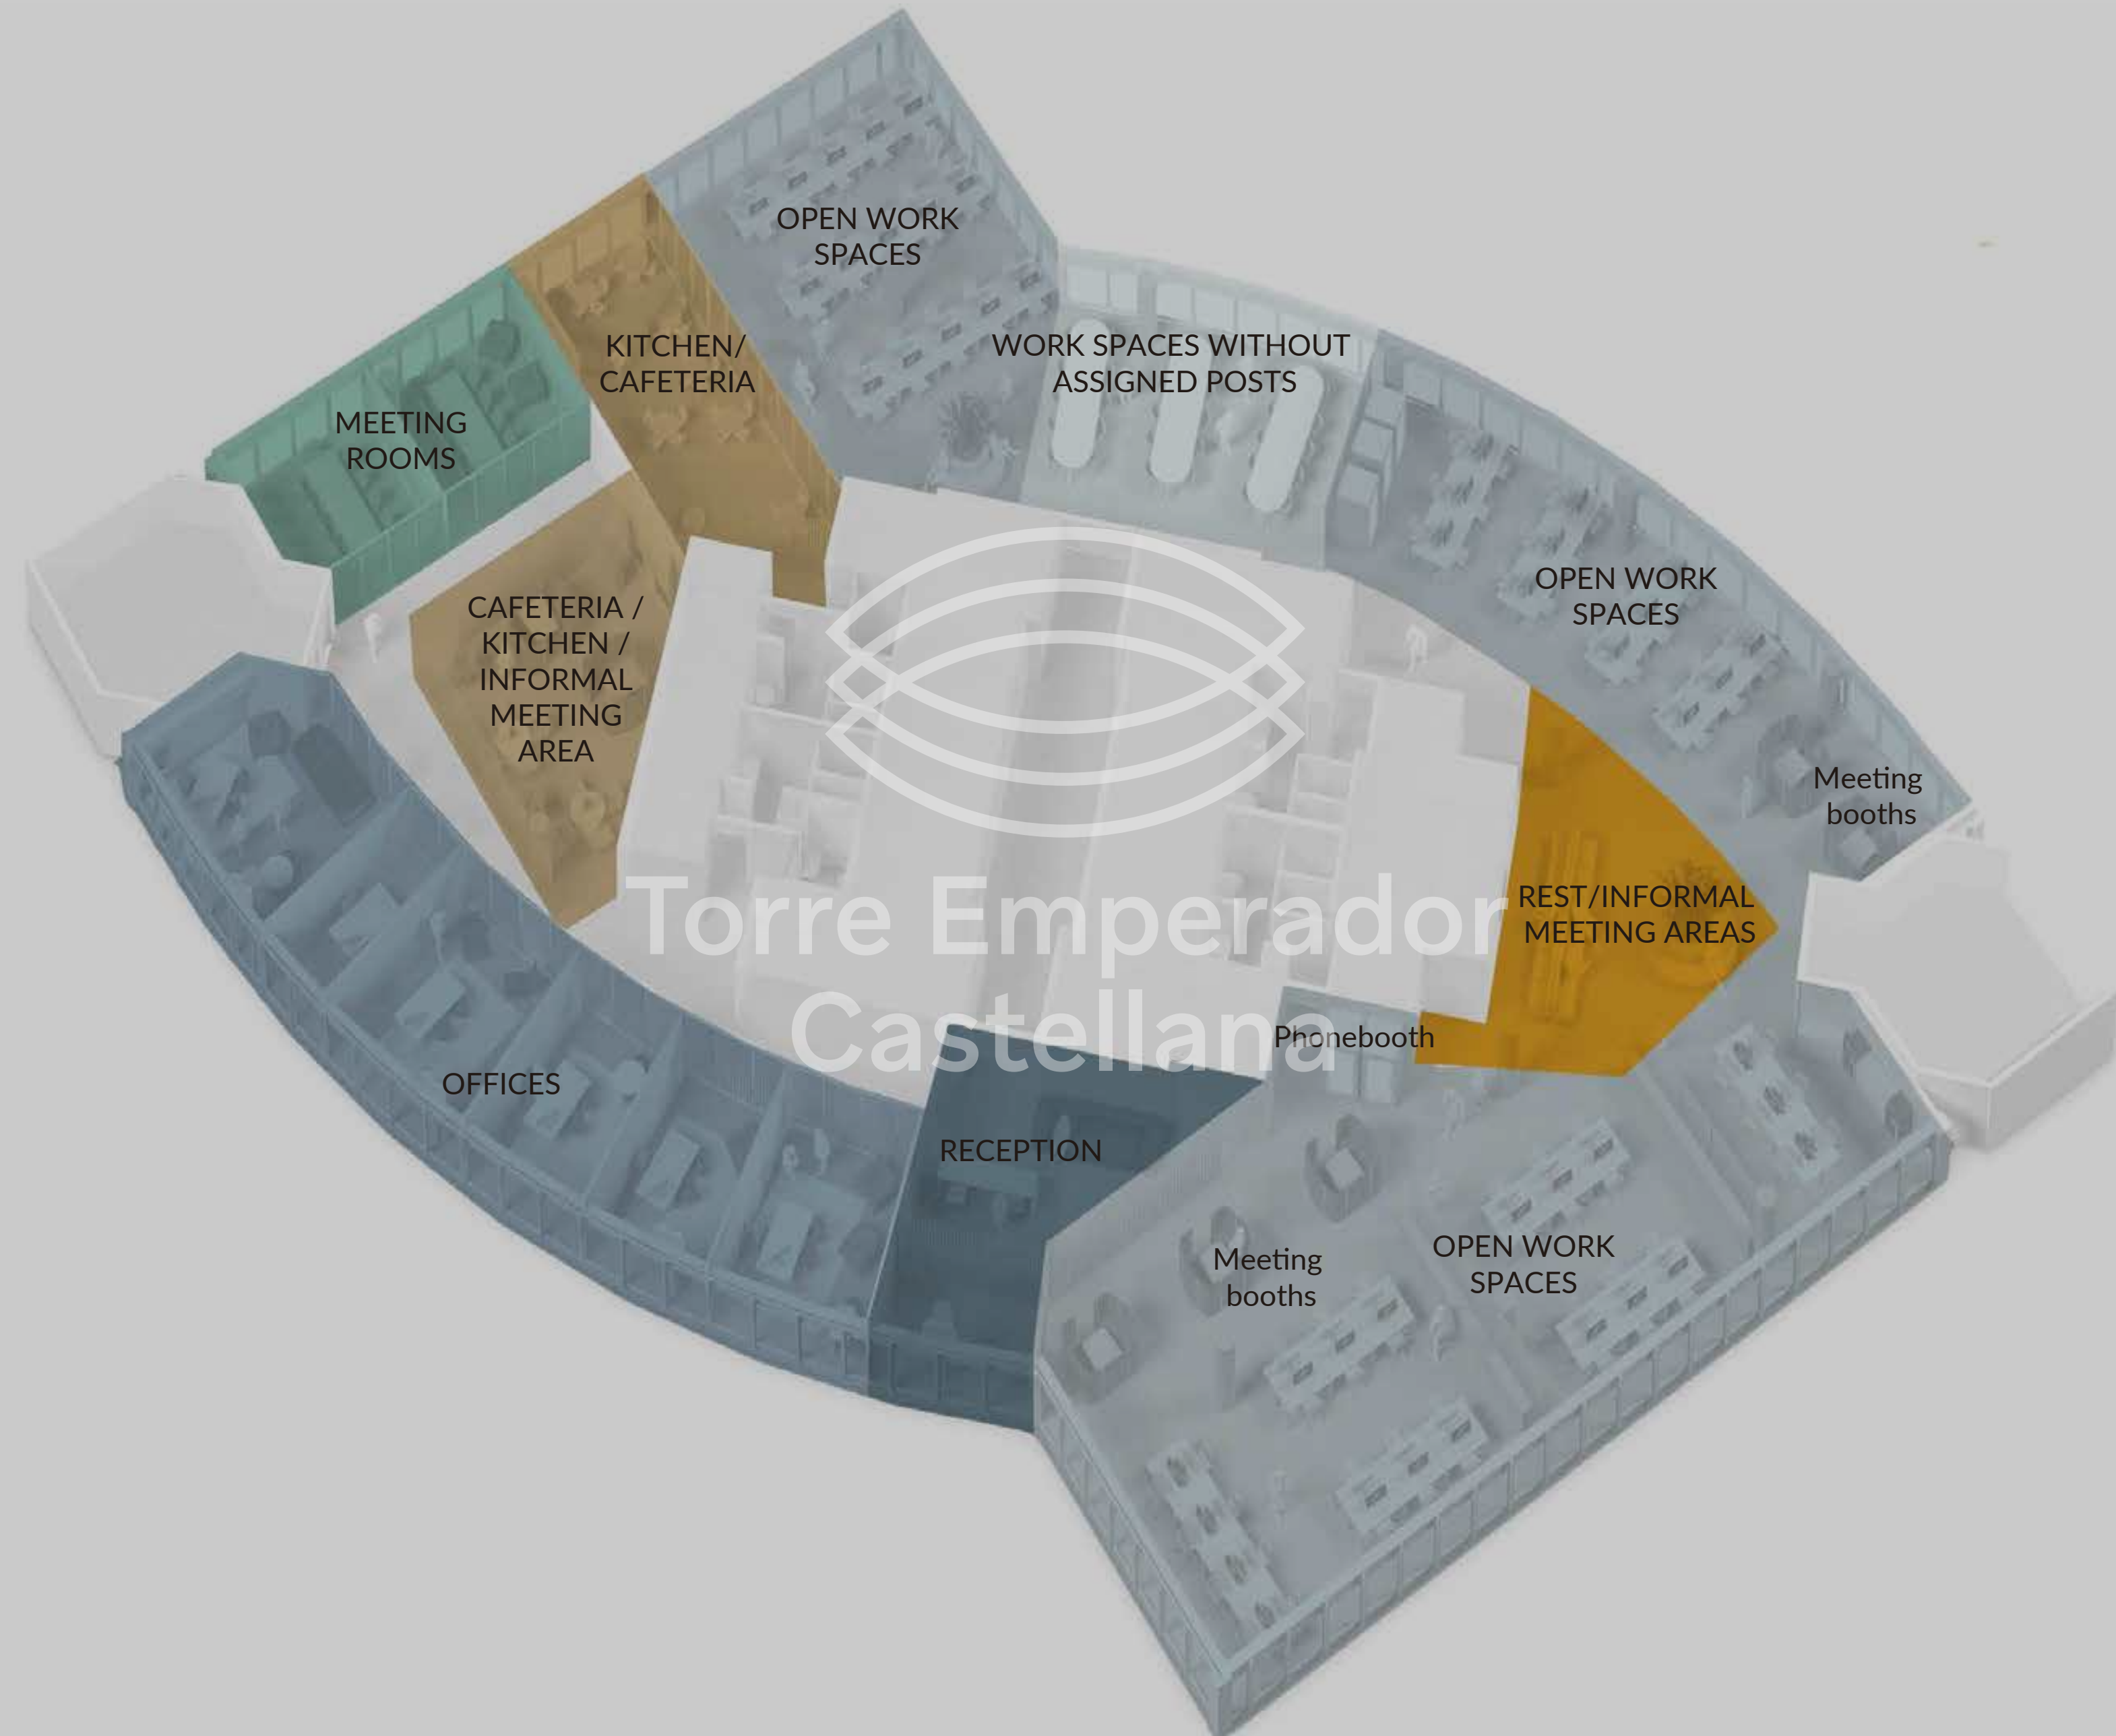 OPEN WORK
SPACES
KITCHEN/
CAFETERIA
WORK SPACES WITHOUT
ASSIGNED POSTS
MEETING
ROOMS
OPEN WORK
SPACES
CAFETERIA /
KITCHEN /
INFORMAL
MEETING
AREA
Meeting
booths
REST/INFORMAL
MEETING AREAS
Torre Emperador
Castellana
Phonebooth
OFFICES
RECEPTION
Meeting
booths
OPEN WORK
SPACES